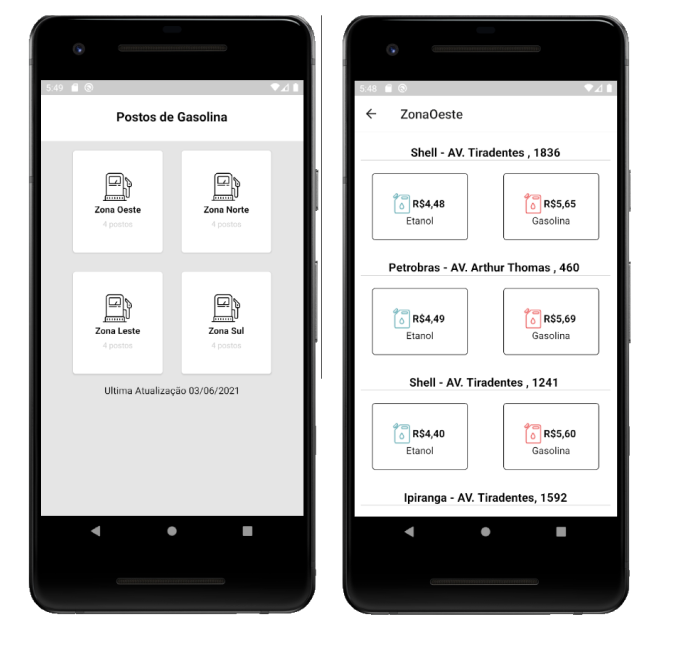 5:49
Postos de Gasolina
Zona Oeste
4 postos
Zona Norte
4 postos
Zona Leste
4 postos
Zona Sul
4 postos
Ultima Atualização 03/06/2021
5:48
ZonaOeste
Shell - AV. Tiradentes , 1836
R$4,48
Etanol
R$5,65
Gasolina
Petrobras - AV. Arthur Thomas , 460
R$4,49
Etanol
R$5,69
Gasolina
Shell - AV. Tiradentes , 1241
R$4,40
Etanol
R$5,60
Gasolina
Ipiranga - AV. Tiradentes, 1592